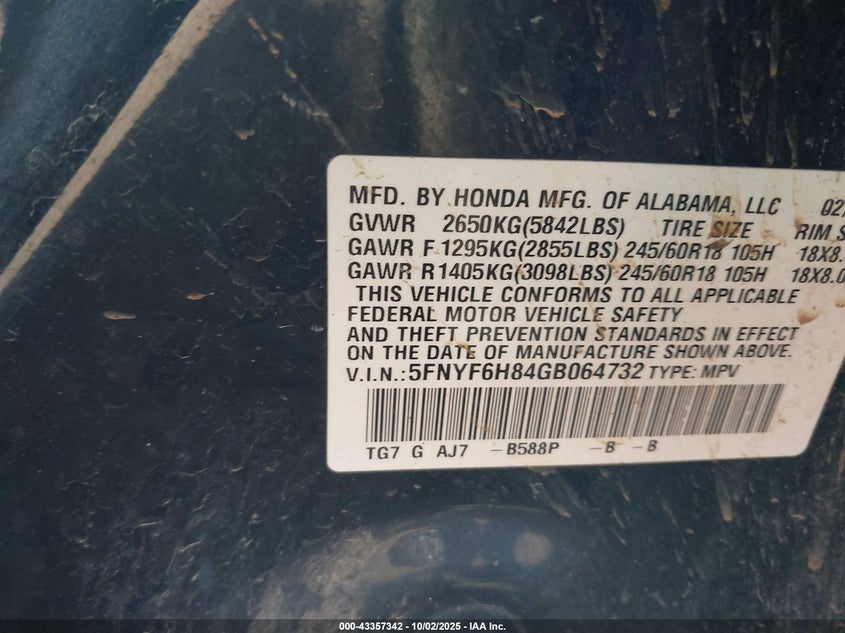 MFD. BY HONDA MFG. OF ALABAMA, LLC 02/
GVWR 2650KG(5842LBS) TIRE SIZE RIM S
GAWR F 1295KG(2855LBS) 245/60R18 105H 18X8.
GAWR R1405KG(3098LBS) 245/60R18 105H 18X8.0
THIS VEHICLE CONFORMS TO ALL APPLICABLE
FEDERAL MOTOR VEHICLE SAFETY
AND THEFT PREVENTION STANDARDS IN EFFECT
ON THE DATE OF MANUFACTURE SHOWN ABOVE.
V.I.N.:5FNYF6H84GB064732 TYPE: MPV
TG7 G AJ7 -B588P -B -B
000-43357342 - 10/02/2025 - IAA Inc.